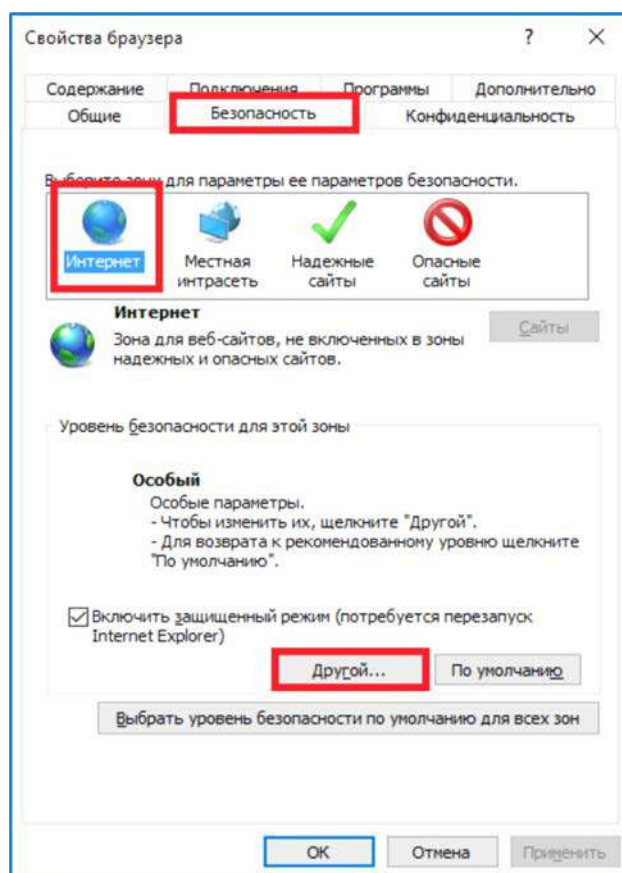 Свойства браузера ? ×
Содержание Подключения Программы Дополнительно
Общие Безопасность Конфиденциальность
Выберите зону для параметры ее параметров безопасности.
Интернет
Местная интрасеть
Надежные сайты
Опасные сайты
Интернет
Зона для веб-сайтов, не включенных в зоны
надежных и опасных сайтов.
Сайты
Уровень безопасности для этой зоны
Особый
Особые параметры.
- Чтобы изменить их, щелкните "Другой".
- Для возврата к рекомендованному уровню щелкните
"По умолчанию".
Включить защищенный режим (потребуется перезапуск
Internet Explorer)
Другой... По умолчанию
Выбрать уровень безопасности по умолчанию для всех зон
ОК Отмена Применить